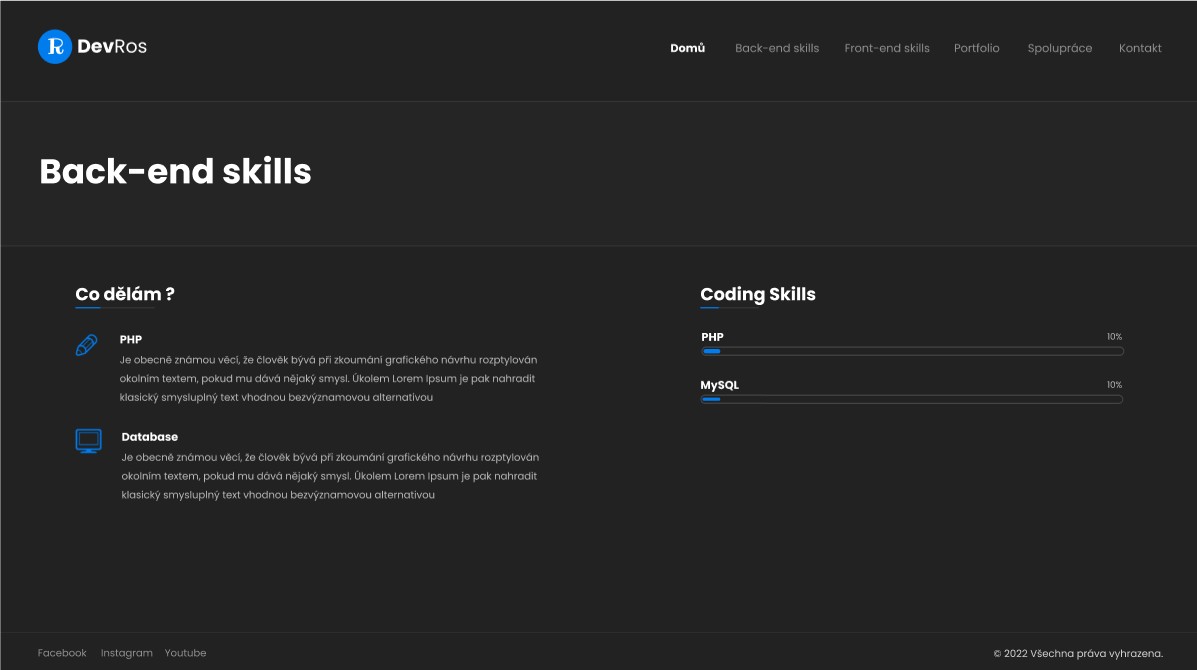 R DevRos
Domů Back-end skills Front-end skills Portfolio Spolupráce Kontakt
Back-end skills
Co dělám ?
PHP
Je obecně známou věcí, že člověk bývá při zkoumání grafického návrhu rozptylován
okolním textem, pokud mu dává nějaký smysl. Úkolem Lorem Ipsum je pak nahradit
klasický smysluplný text vhodnou bezvýznamovou alternativou
Database
Je obecně známou věcí, že člověk bývá při zkoumání grafického návrhu rozptylován
okolním textem, pokud mu dává nějaký smysl. Úkolem Lorem Ipsum je pak nahradit
klasický smysluplný text vhodnou bezvýznamovou alternativou
Coding Skills
PHP 10%
MySQL 10%
Facebook Instagram Youtube
© 2022 Všechna práva vyhrazena.